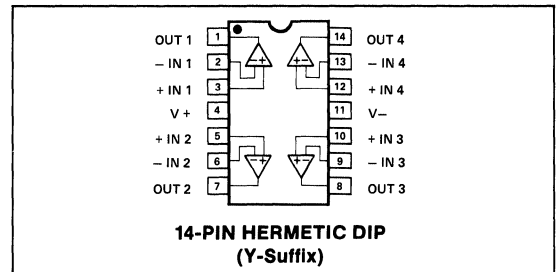 OUT 1 1 14 OUT 4
– IN 1 2 13 – IN 4
+ IN 1 3 12 + IN 4
V + 4 11 V–
+ IN 2 5 10 + IN 3
– IN 2 6 9 – IN 3
OUT 2 7 8 OUT 3
14-PIN HERMETIC DIP
(Y-Suffix)